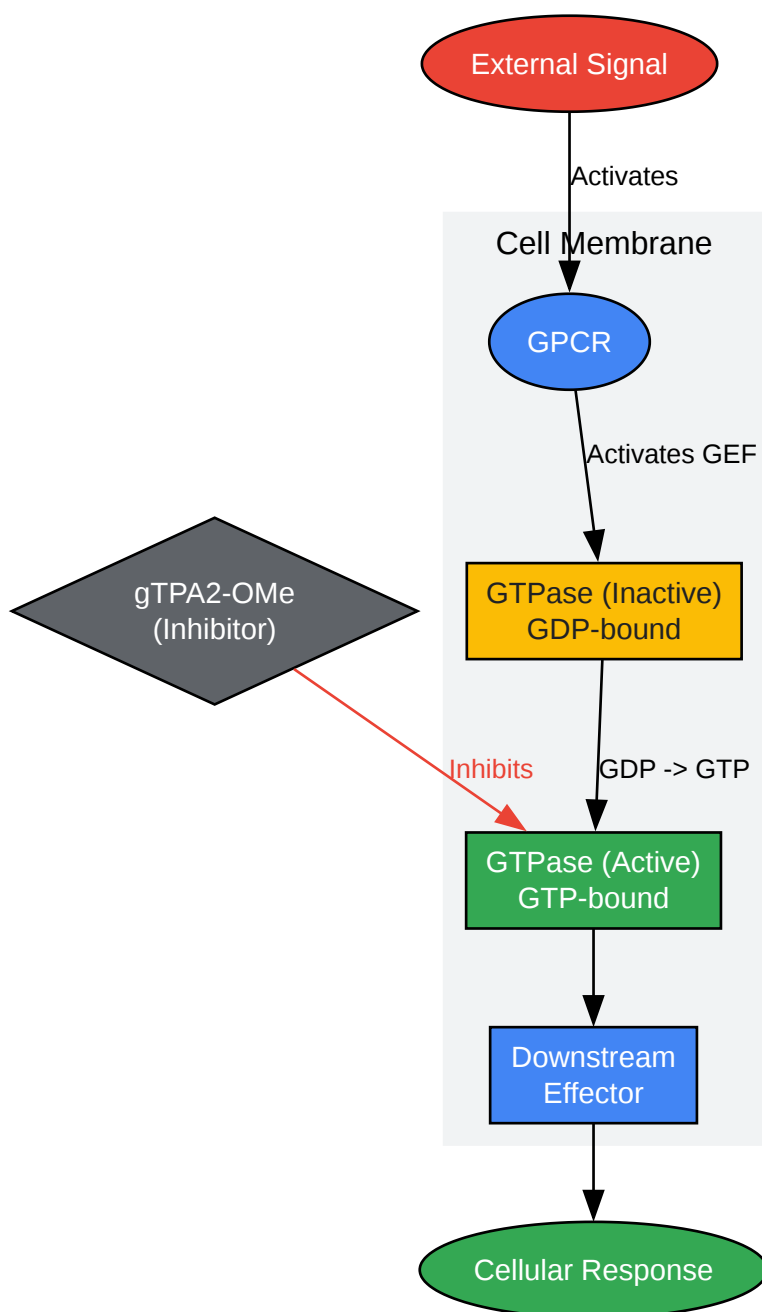 External Signal
Activates
Cell Membrane
GPCR
Activates GEF
gTPA2-OMe
(Inhibitor)
GTPase (Inactive)
GDP-bound
Inhibits
GDP -> GTP
GTPase (Active)
GTP-bound
Downstream
Effector
Cellular Response